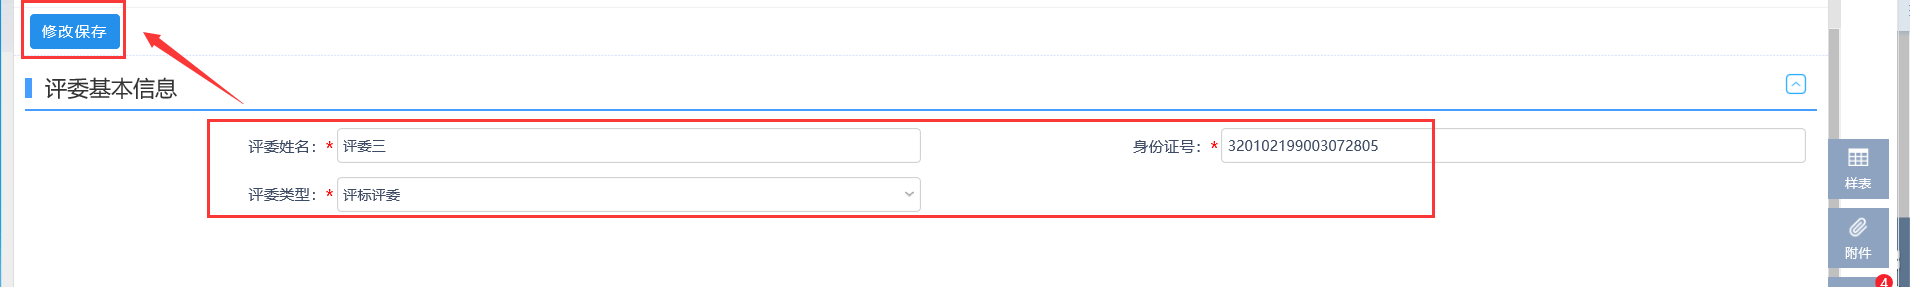 修改保存
评委基本信息
评委姓名：* 评委三 身份证号：* 320102199003072805
评委类型：* 评标评委
样表
附件
4